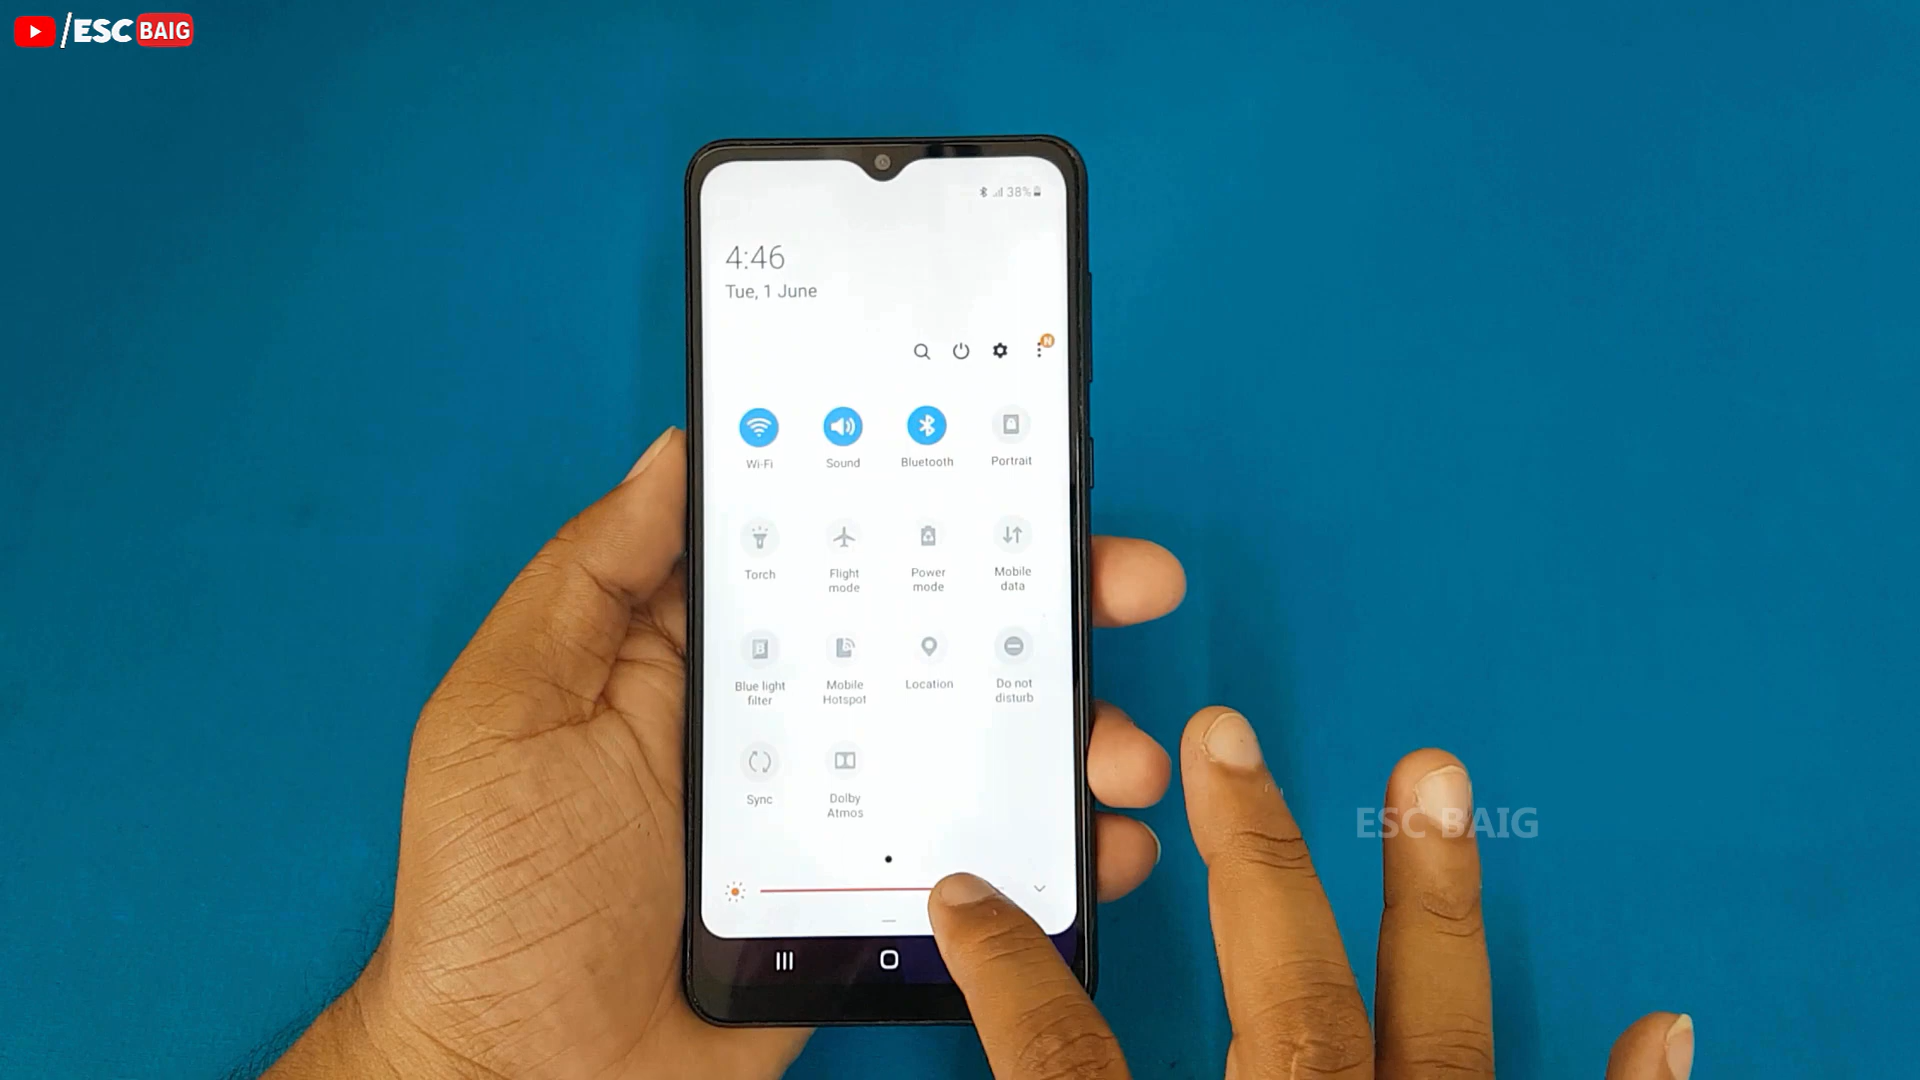 /ESC BAIG
38%
4:46
Tue, 1 June
N
Wi-Fi
Sound
Bluetooth
Portrait
Torch
Flight
mode
Power
mode
Mobile
data
Blue light
filter
Mobile
Hotspot
Location
Do not
disturb
Sync
Dolby
Atmos
ESC BAIG